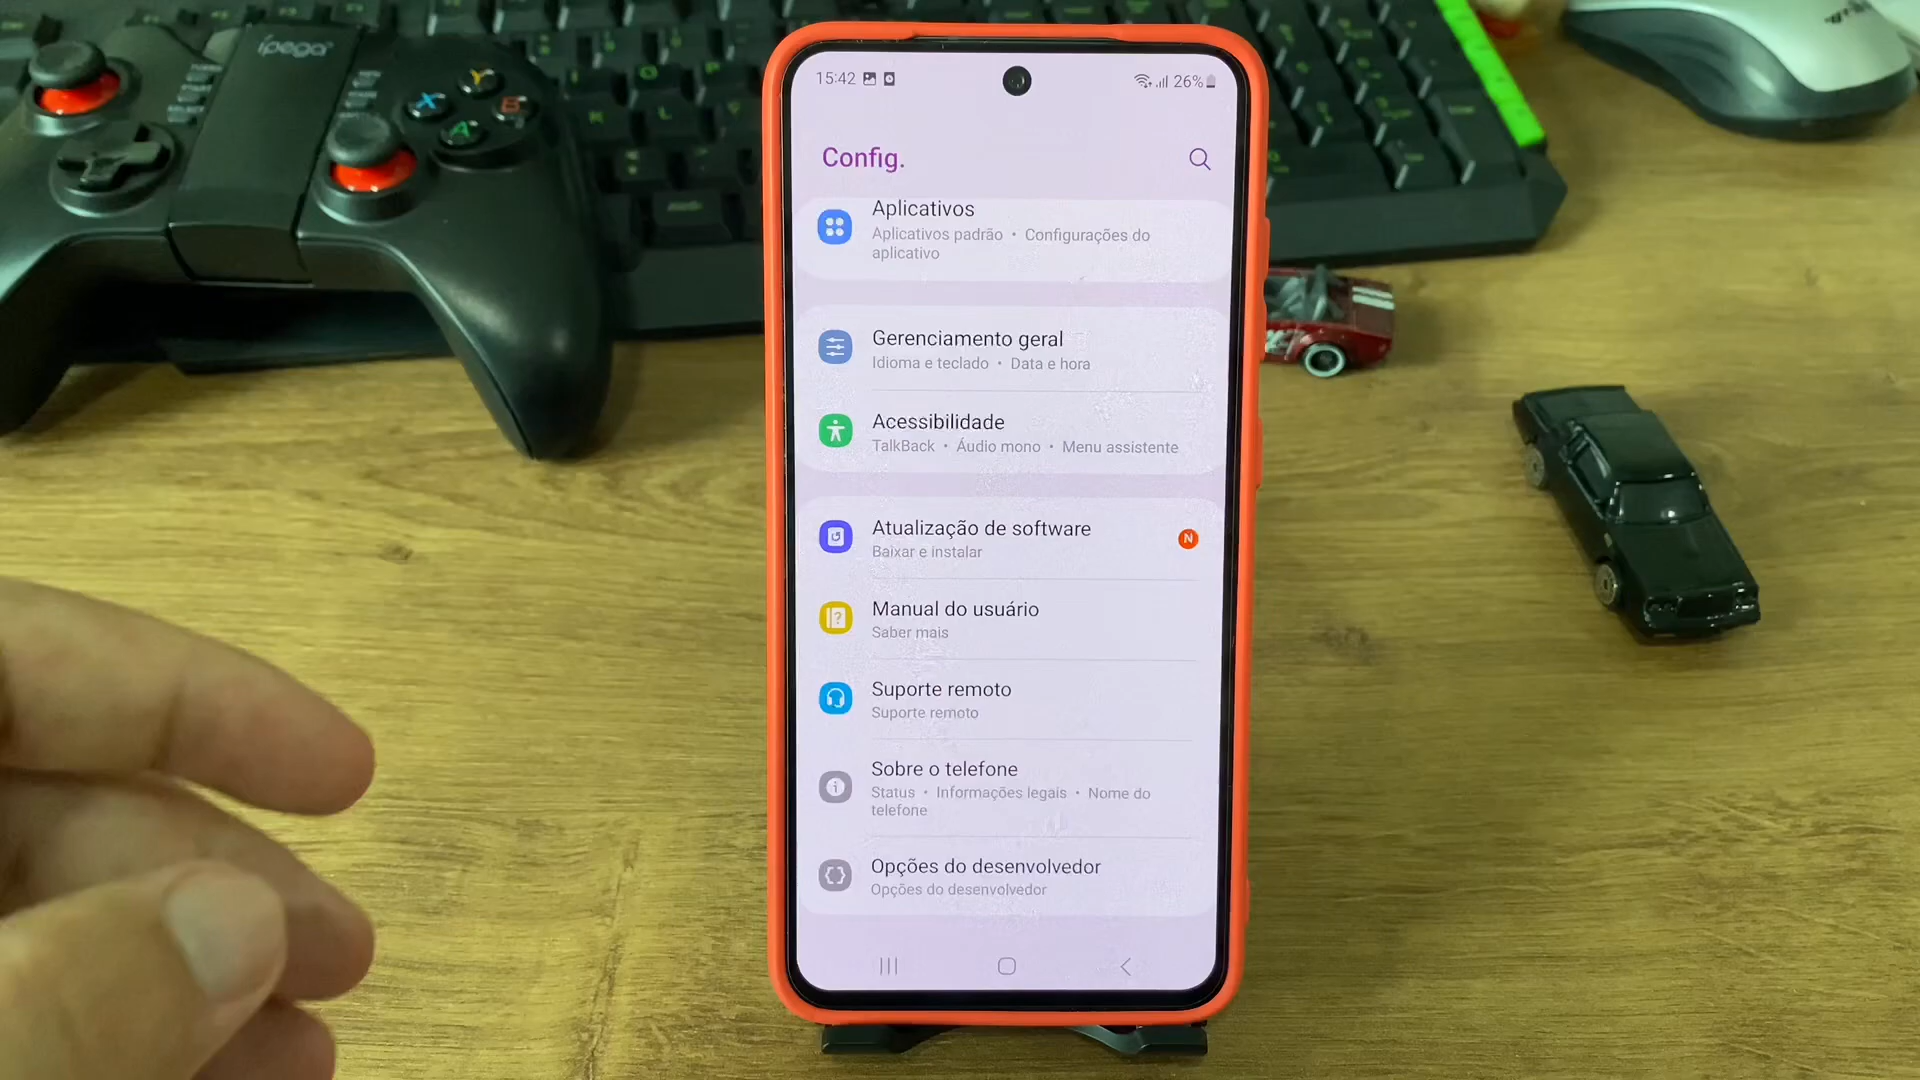 ípega
Y
X
B
A
15:42
26%
Config.
Aplicativos
Aplicativos padrão • Configurações do
aplicativo
Gerenciamento geral
Idioma e teclado • Data e hora
Acessibilidade
TalkBack • Áudio mono • Menu assistente
Atualização de software
N
Baixar e instalar
Manual do usuário
Saber mais
Suporte remoto
Suporte remoto
Sobre o telefone
Status • Informações legais • Nome do
telefone
Opções do desenvolvedor
Opções do desenvolvedor